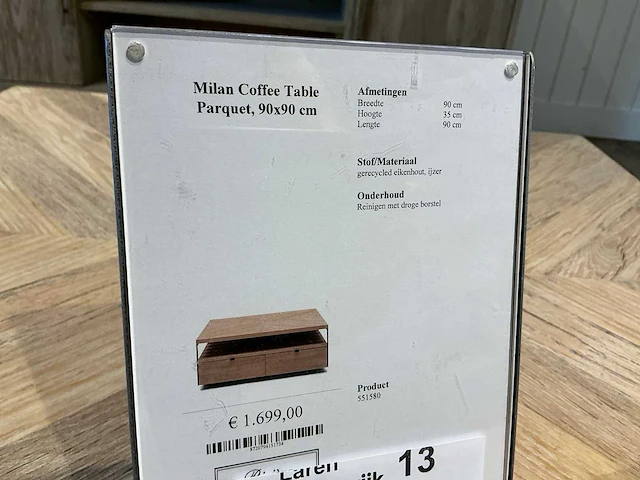 Milan Coffee Table
Parquet, 90x90 cm
Afmetingen
Breedte 90 cm
Hoogte 35 cm
Lengte 90 cm
Stof/Materiaal
gerecycled eikenhout, ijzer
Onderhoud
Reinigen met droge borstel
Product
551580
€ 1.699,00
Laren
13